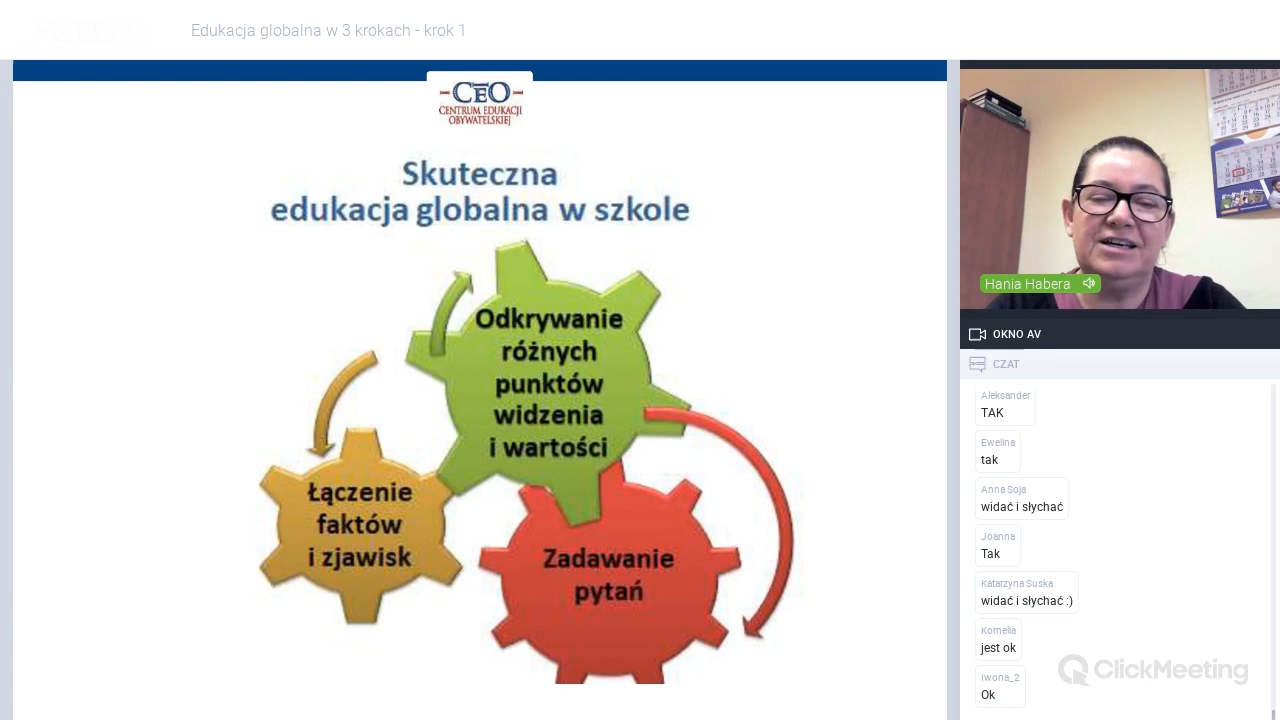 Edukacja globalna w 3 krokach - krok 1
CEO
CENTRUM EDUKACJI
OBYWATELSKIEJ
Skuteczna
edukacja globalna w szkole
Odkrywanie
różnych
punktów
widzenia
i wartości
Łączenie
faktów
i zjawisk
Zadawanie
pytań
Hania Habera
OKNO AV
CZAT
Aleksander
TAK
Ewelina
tak
Anna Soja
widać i słychać
Joanna
Tak
Katarzyna Suska
widać i słychać :)
Kornelia
jest ok
Iwona_2
Ok
ClickMeeting